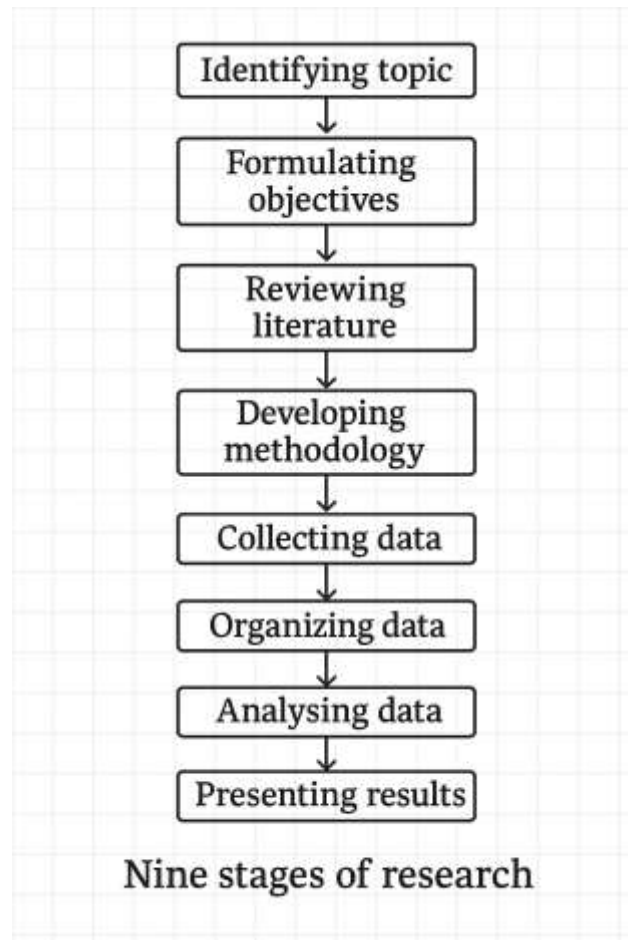 Identifying topic
Formulating
objectives
Reviewing
literature
Developing
methodology
Collecting data
Organizing data
Analysing data
Presenting results
Nine stages of research